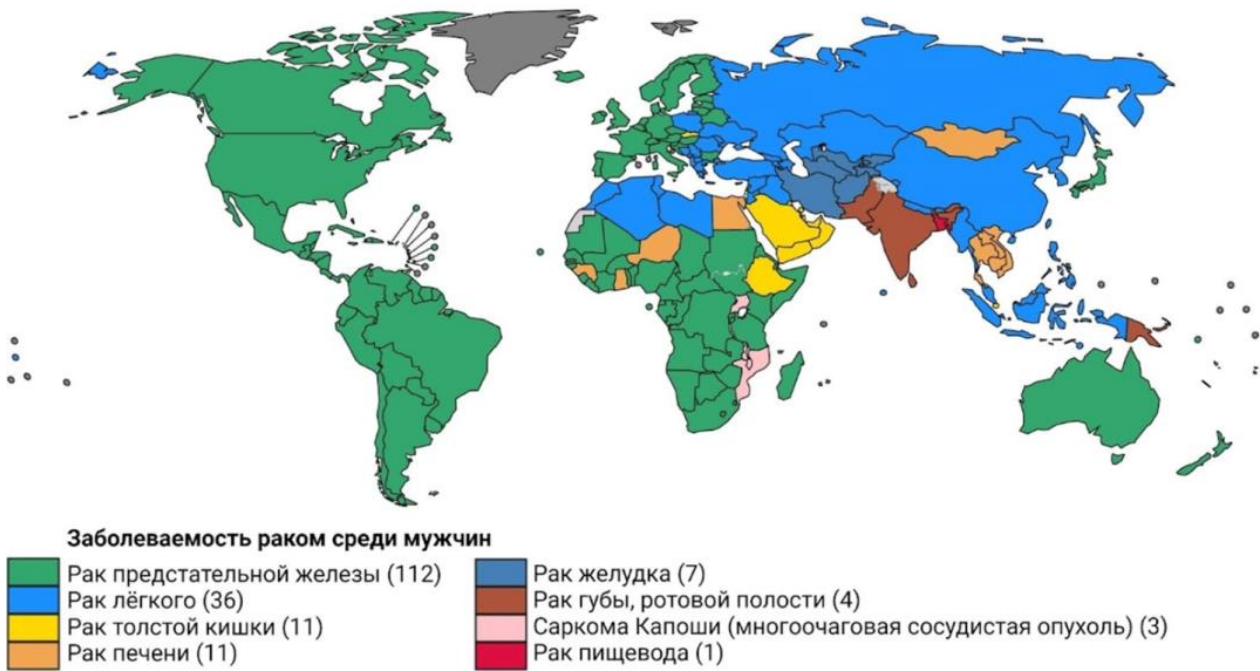 Заболеваемость раком среди мужчин
Рак предстательной железы (112)
Рак лёгкого (36)
Рак толстой кишки (11)
Рак печени (11)
Рак желудка (7)
Рак губы, ротовой полости (4)
Саркома Капоши (многоочаговая сосудистая опухоль) (3)
Рак пищевода (1)